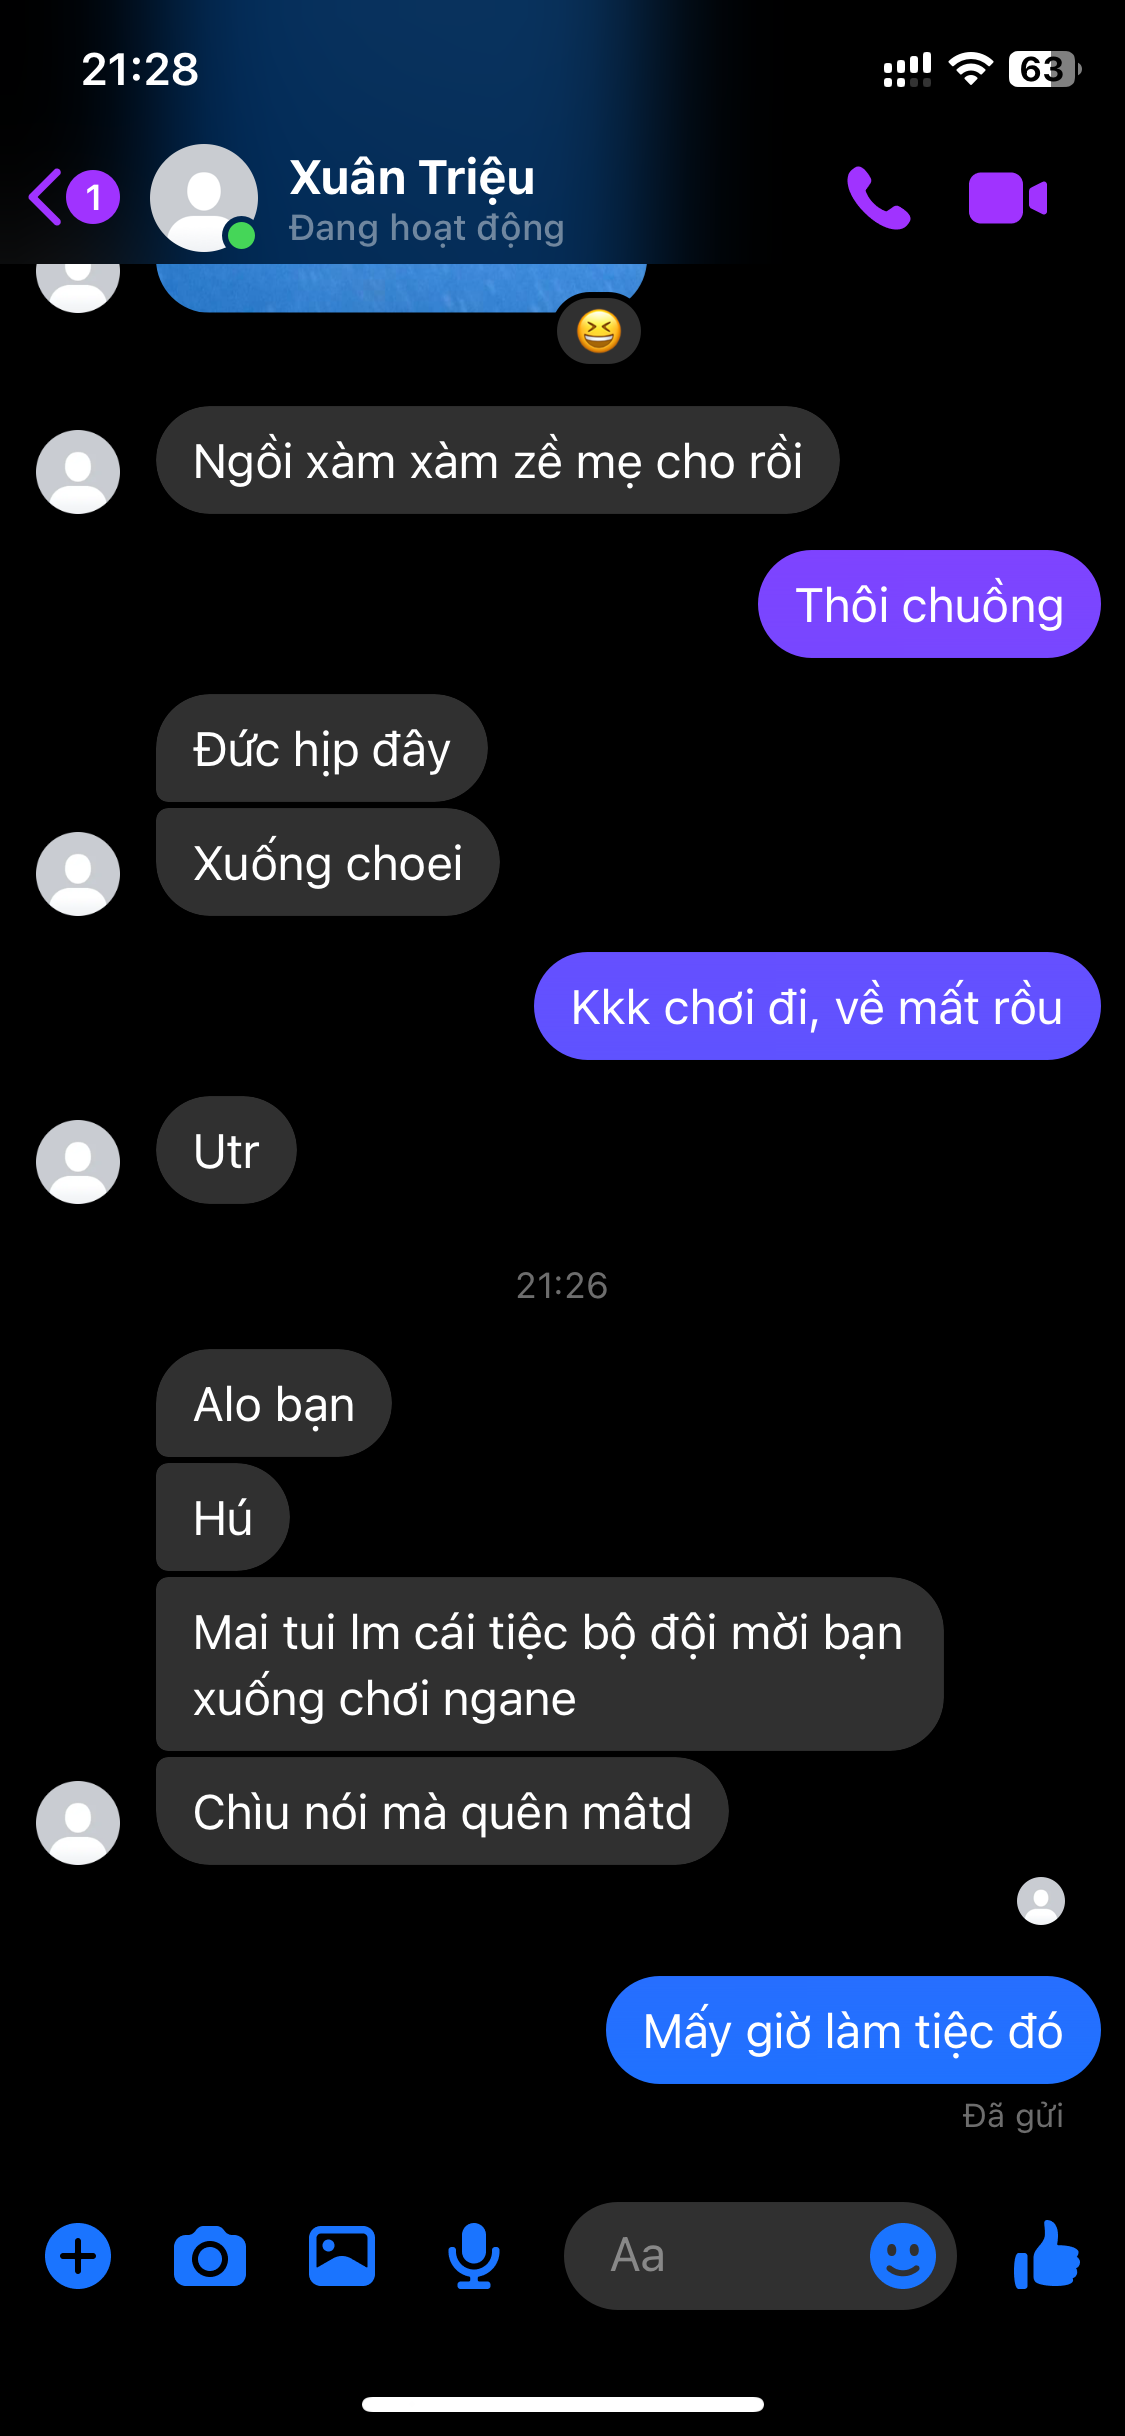 21:28
63
1
Xuân Triệu
Đang hoạt động
Ngồi xàm xàm zề mẹ cho rồi
Thôi chuồng
Đức hịp đây
Xuống choei
Kkk chơi đi, về mất rồu
Utr
21:26
Alo bạn
Hú
Mai tui lm cái tiệc bộ đội mời bạn
xuống chơi ngane
Chìu nói mà quên mâtd
Mấy giờ làm tiệc đó
Đã gửi
Aa